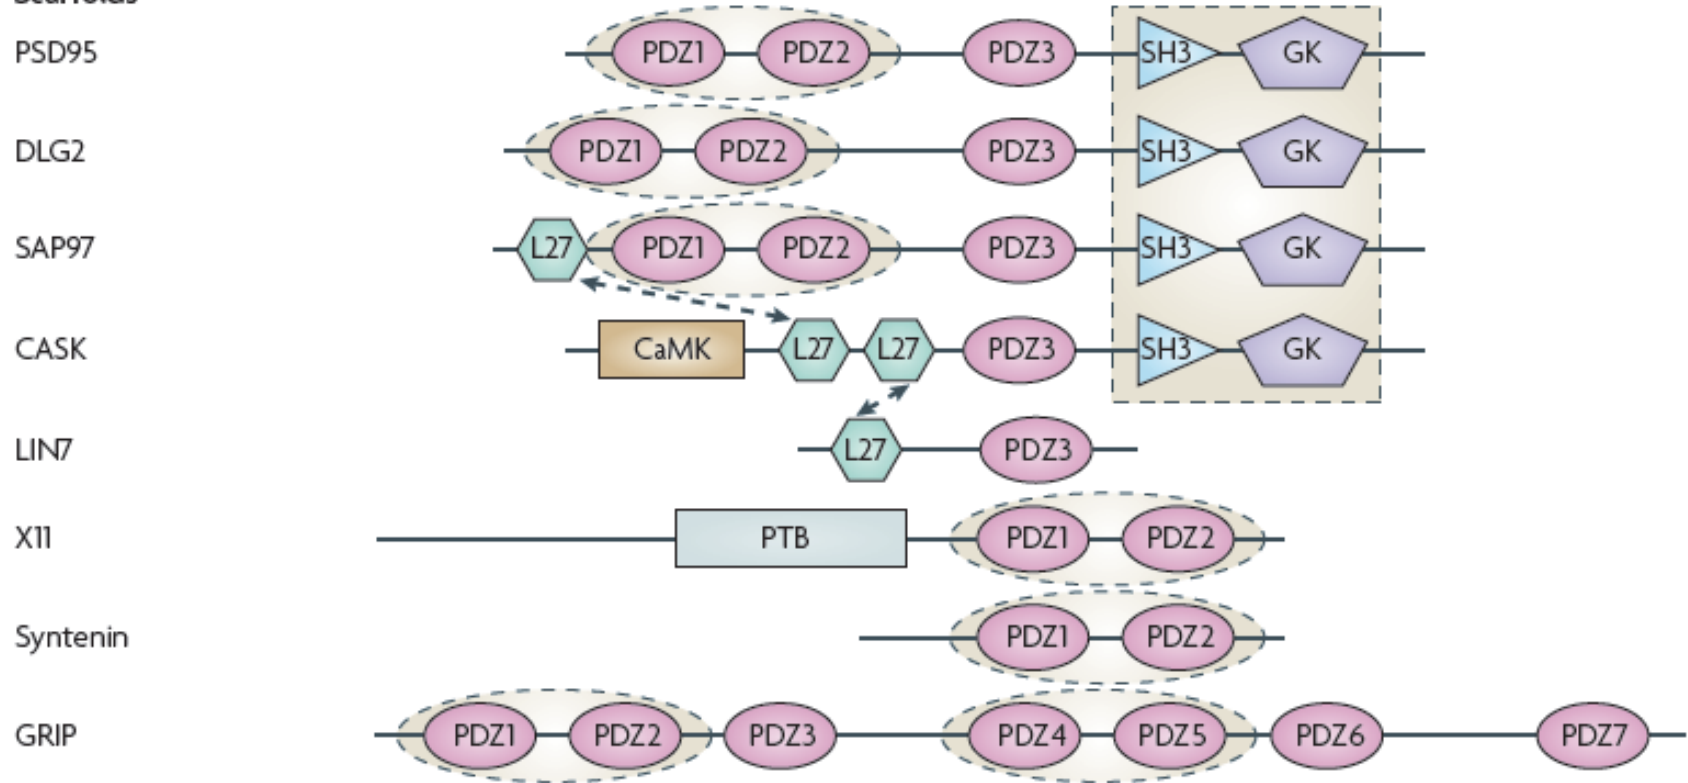 Scaffolds
PSD95 PDZ1 PDZ2 PDZ3 SH3 GK
DLG2 PDZ1 PDZ2 PDZ3 SH3 GK
SAP97 L27 PDZ1 PDZ2 PDZ3 SH3 GK
CASK CaMK L27 L27 PDZ3 SH3 GK
LIN7 L27 PDZ3
X11 PTB PDZ1 PDZ2
Syntenin PDZ1 PDZ2
GRIP PDZ1 PDZ2 PDZ3 PDZ4 PDZ5 PDZ6 PDZ7